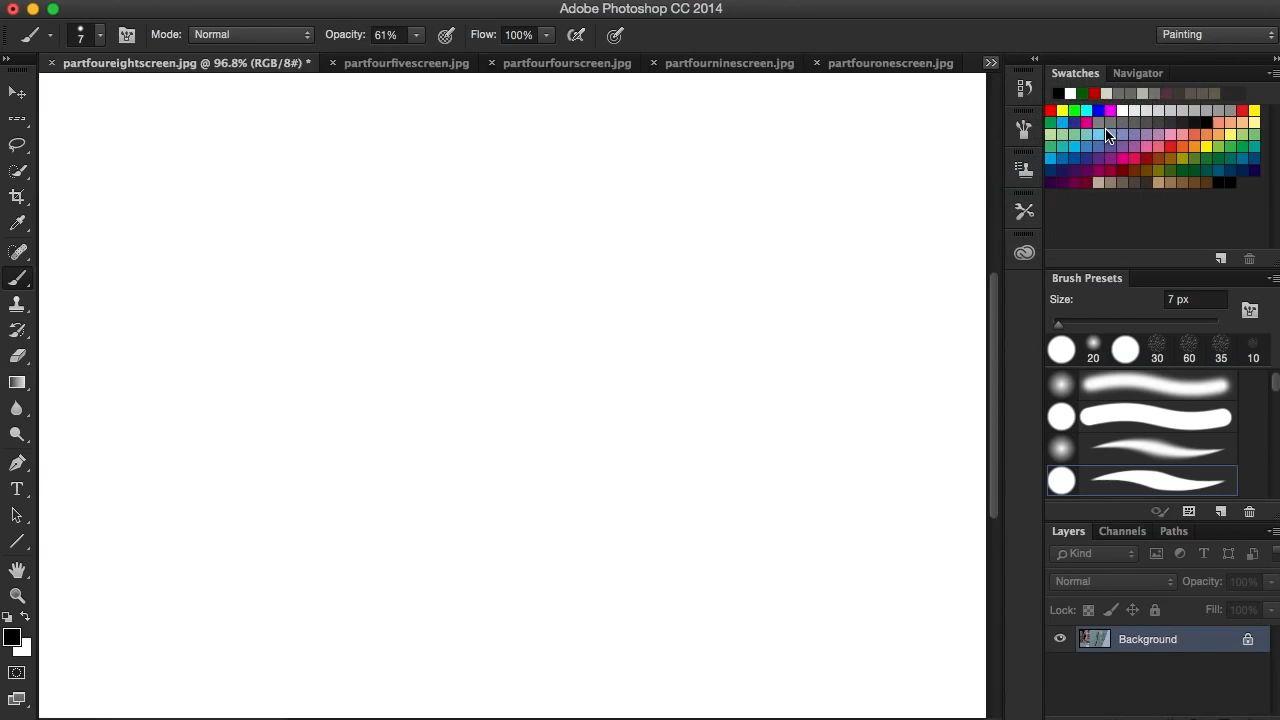 Adobe Photoshop CC 2014
7 Mode: Normal Opacity: 61% Flow: 100% Painting
partfoureightscreen.jpg @ 96.8% (RGB/8#) * partfourfivescreen.jpg partfourfourscreen.jpg partfourninescreen.jpg partfouronescreen.jpg
Swatches Navigator
Brush Presets
Size: 7 px
20 30 60 35 10
Layers Channels Paths
Kind
Normal Opacity: 100%
Lock: Fill: 100%
Background